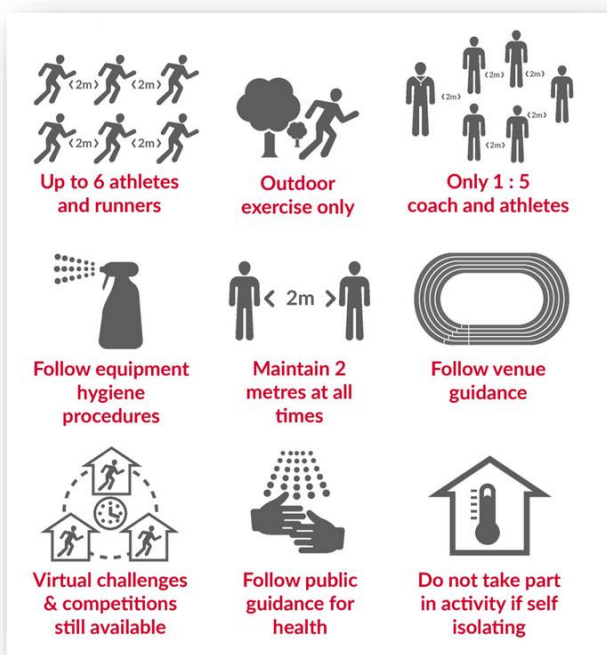 <2m> <2m>
<2m> <2m>
Up to 6 athletes
and runners
Outdoor
exercise only
<2m> <2m>
<2m>
<2m>
<2m>
Only 1 : 5
coach and athletes
Follow equipment
hygiene
procedures
< 2m >
Maintain 2
metres at all
times
Follow venue
guidance
Virtual challenges
& competitions
still available
Follow public
guidance for
health
Do not take part
in activity if self
isolating